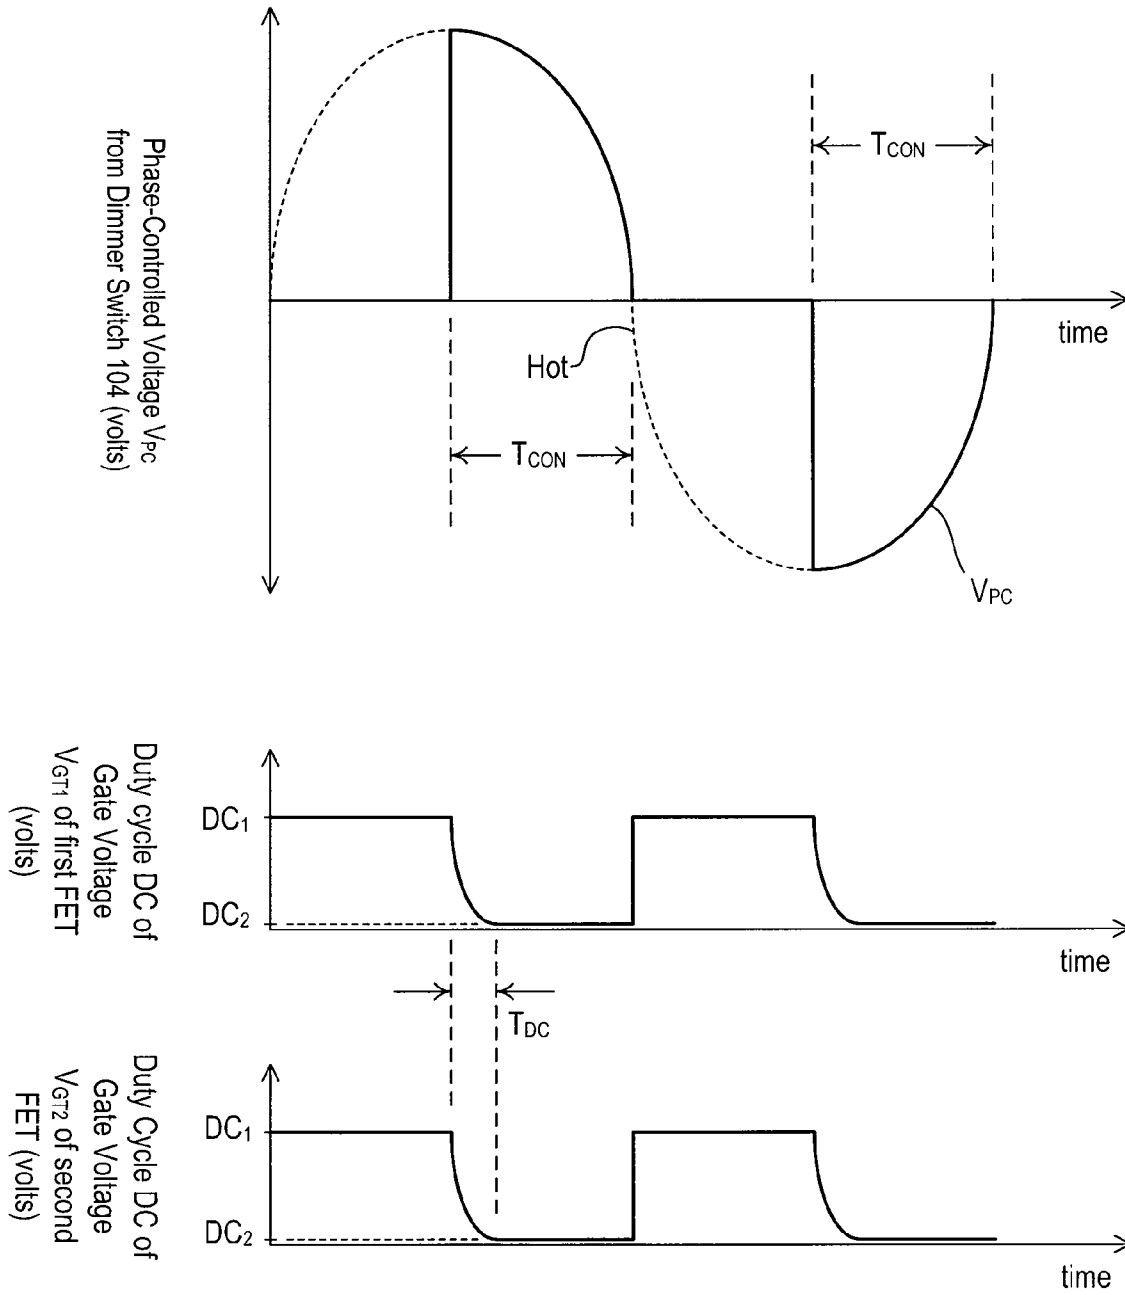 Phase-Controlled Voltage VPC
from Dimmer Switch 104 (volts)
TCON
time
Hot
TCON
VPC
Duty cycle DC of
Gate Voltage
VGT1 of first FET
(volts)
DC1
DC2
time
TDC
Duty Cycle DC of
Gate Voltage
VGT2 of second
FET (volts)
DC1
DC2
time